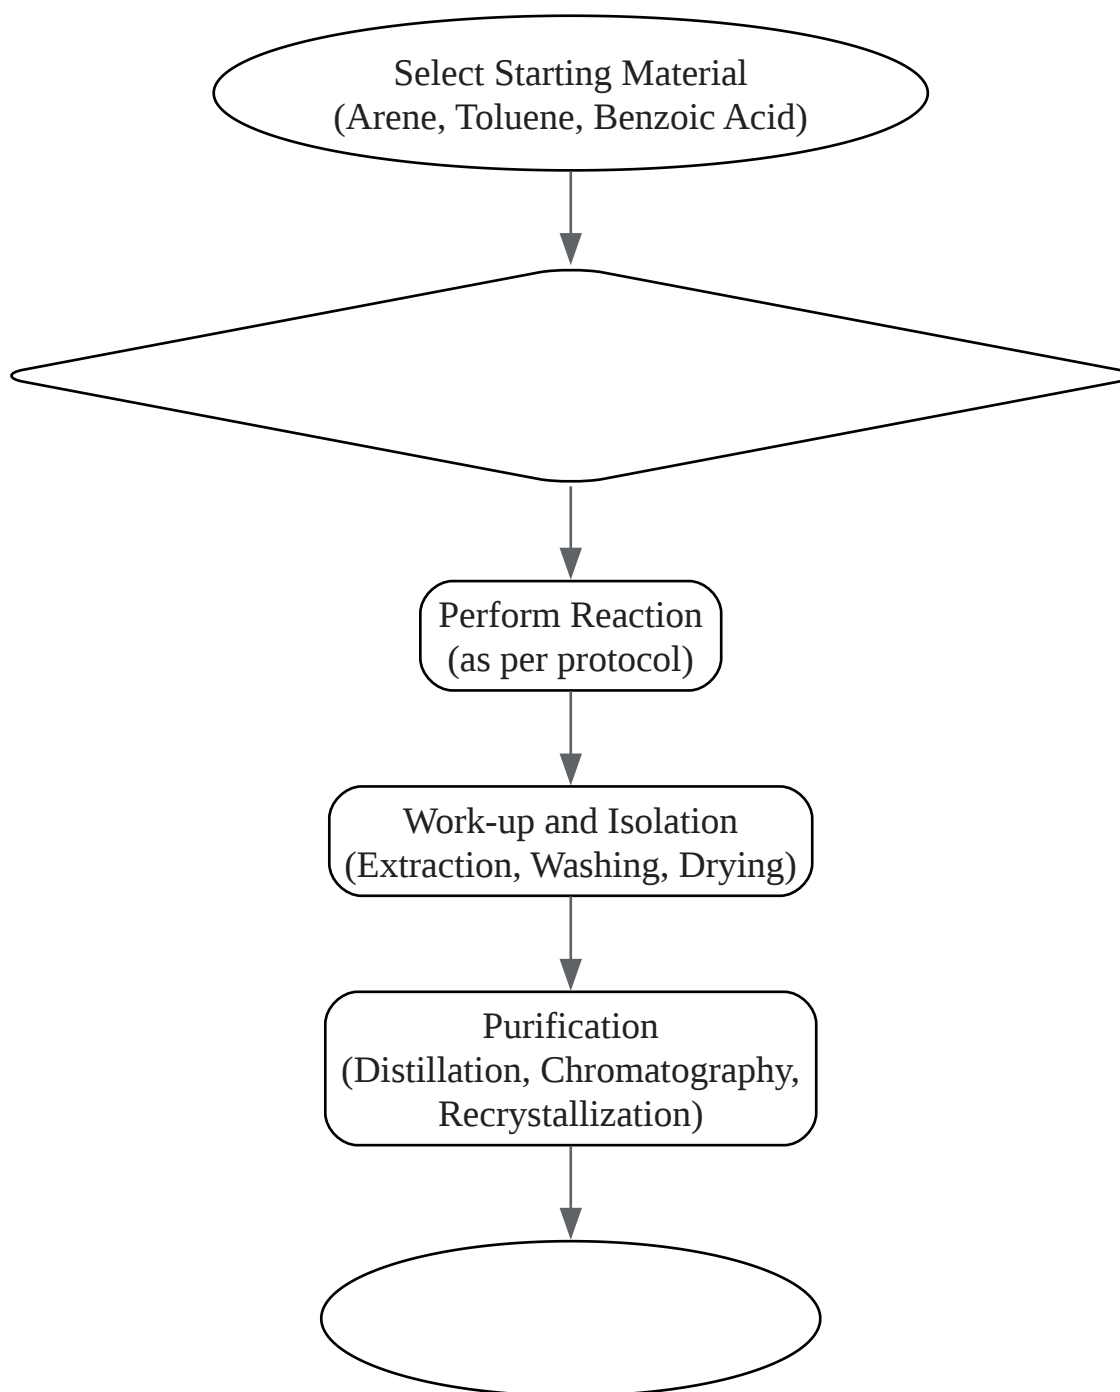 Select Starting Material
(Arene, Toluene, Benzoic Acid)
Perform Reaction
(as per protocol)
Work-up and Isolation
(Extraction, Washing, Drying)
Purification
(Distillation, Chromatography,
Recrystallization)